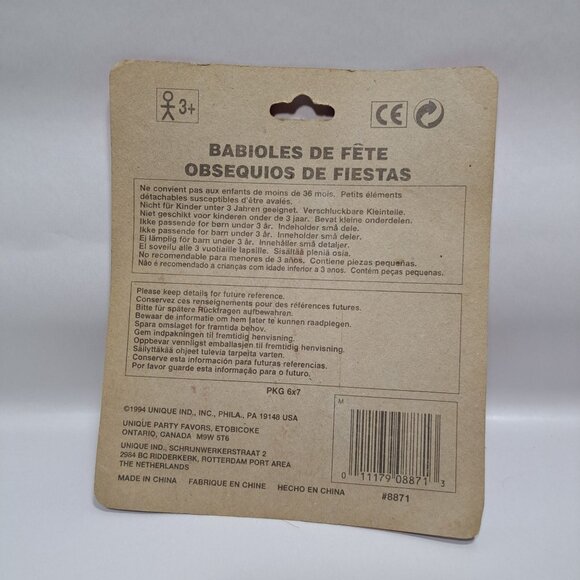 3+
CE
BABIOLES DE FÊTE
OBSEQUIOS DE FIESTAS
Ne convient pas aux enfants de moins de 36 mois. Petits éléments
détachables susceptibles d'être avalés.
Nicht für Kinder unter 3 Jahren geeignet. Verschluckbare Kleinteile.
Niet geschikt voor kinderen onder de 3 jaar. Bevat kleine onderdelen.
Ikke passende for børn under 3 år. Indeholder små dele.
Ikke passende for barn under 3 år. Inneholder små deler.
Ej lämplig för barn under 3 år. Innehåller små detaljer.
Ei sovellu alle 3 vuotiaille lapsille. Sisältää pieniä osia.
No recomendable para menores de 3 años. Contiene piezas pequeñas.
Não é recomendado a crianças com idade inferior a 3 anos. Contém peças pequenas.
Please keep details for future reference.
Conservez ces renseignements pour des références futures.
Bitte für spätere Rückfragen aufbewahren.
Bewaar de informatie om hem later te kunnen raadplegen.
Spara omslaget for framtida behov.
Gem indpakningen til fremtidig henvisning.
Oppbevar vennligst emballasjen til fremtidig henvisning.
Säilyttäkää ohjeet tulevia tarpeita varten.
Conserve esta información para futuras referencias.
Por favor guarde esta informação para o futuro.
PKG 6x7
©1994 UNIQUE IND., INC., PHILA., PA 19148 USA
UNIQUE PARTY FAVORS, ETOBICOKE
ONTARIO, CANADA M9W 5T6
UNIQUE IND., SCHRIJNWERKERSTRAAT 2
2984 BC RIDDERKERK, ROTTERDAM PORT AREA
THE NETHERLANDS
MADE IN CHINA FABRIQUE EN CHINE HECHO EN CHINA
M
0 11179 08871 3
#8871